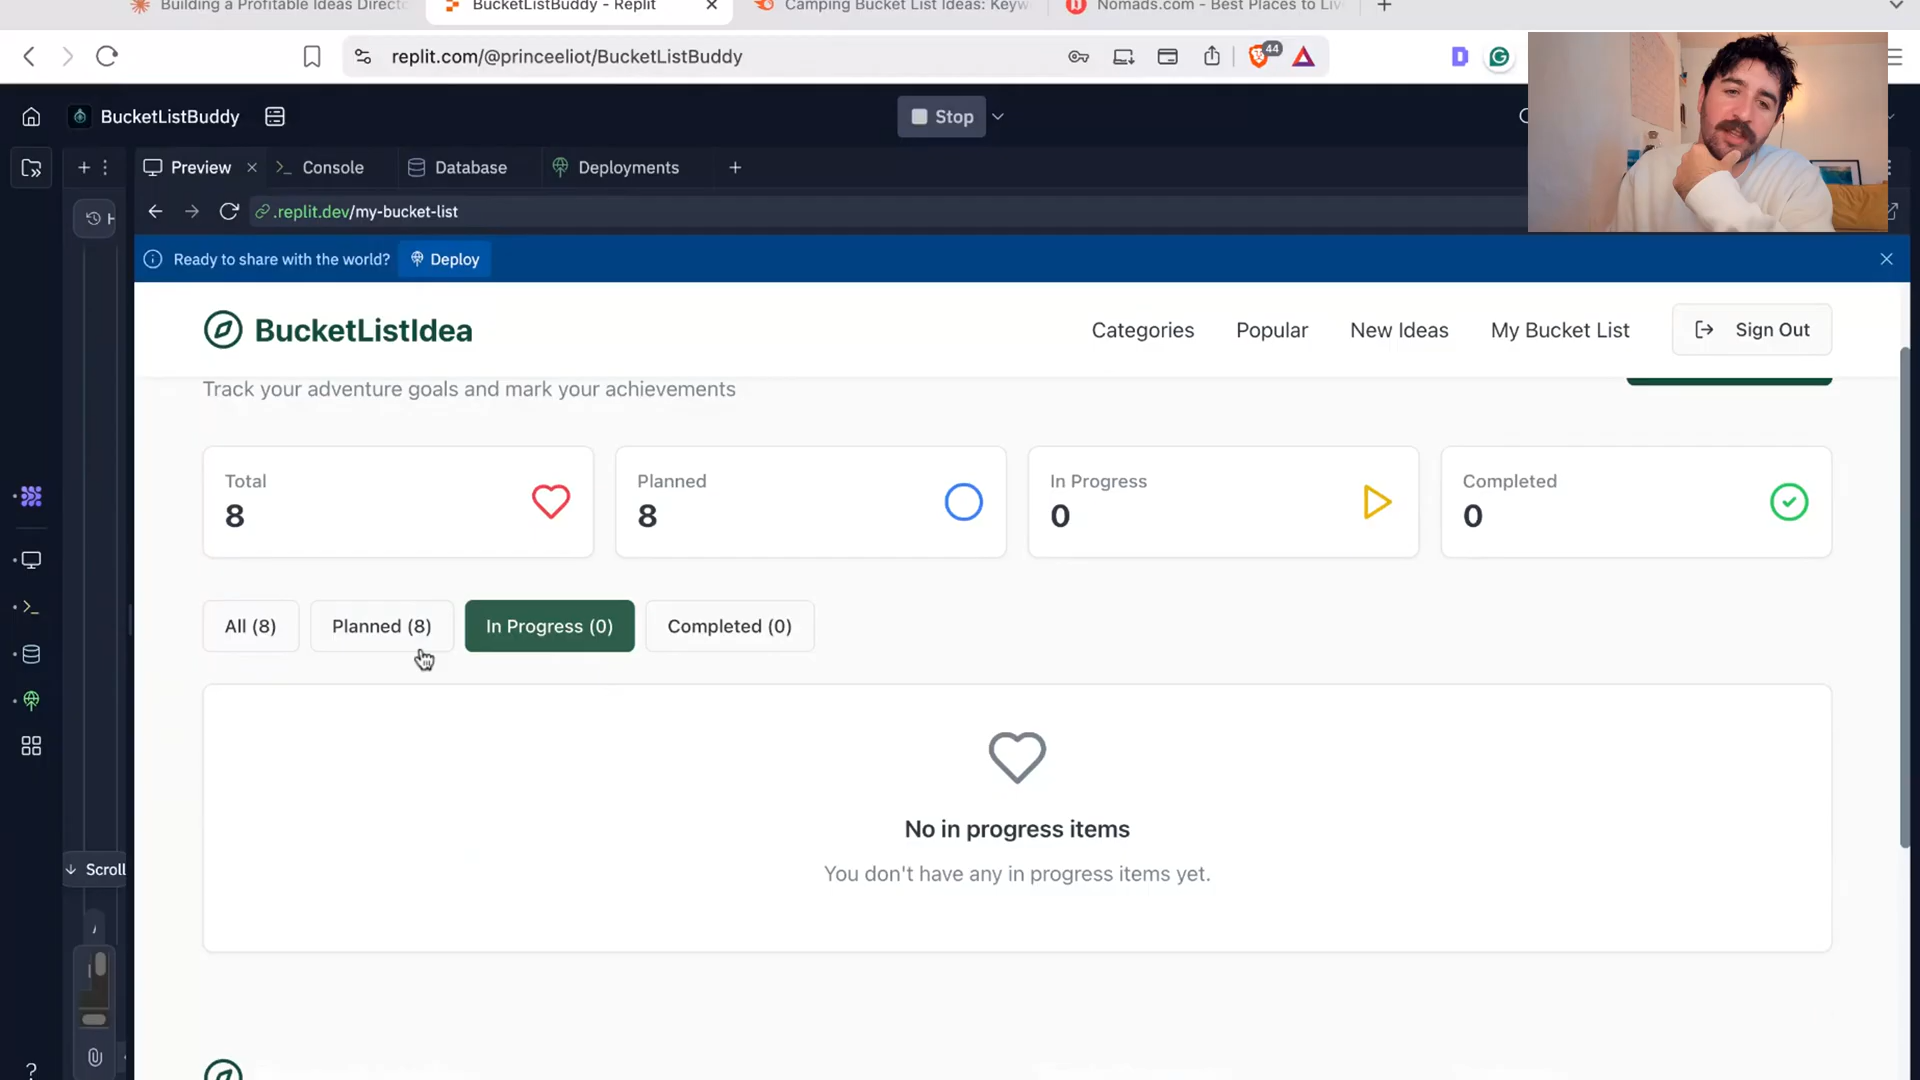 Building a Profitable Ideas Direct
BucketListBuddy - Replit
Camping Bucket List Ideas: Keyw
Nomads.com - Best Places to Liv
replit.com/@princeeliot/BucketListBuddy
44
BucketListBuddy
Stop
Preview
Console
Database
Deployments
.replit.dev/my-bucket-list
Ready to share with the world?
Deploy
BucketListIdea
Categories
Popular
New Ideas
My Bucket List
Sign Out
Track your adventure goals and mark your achievements
Total
8
Planned
8
In Progress
0
Completed
0
All (8)
Planned (8)
In Progress (0)
Completed (0)
No in progress items
You don't have any in progress items yet.
Scroll